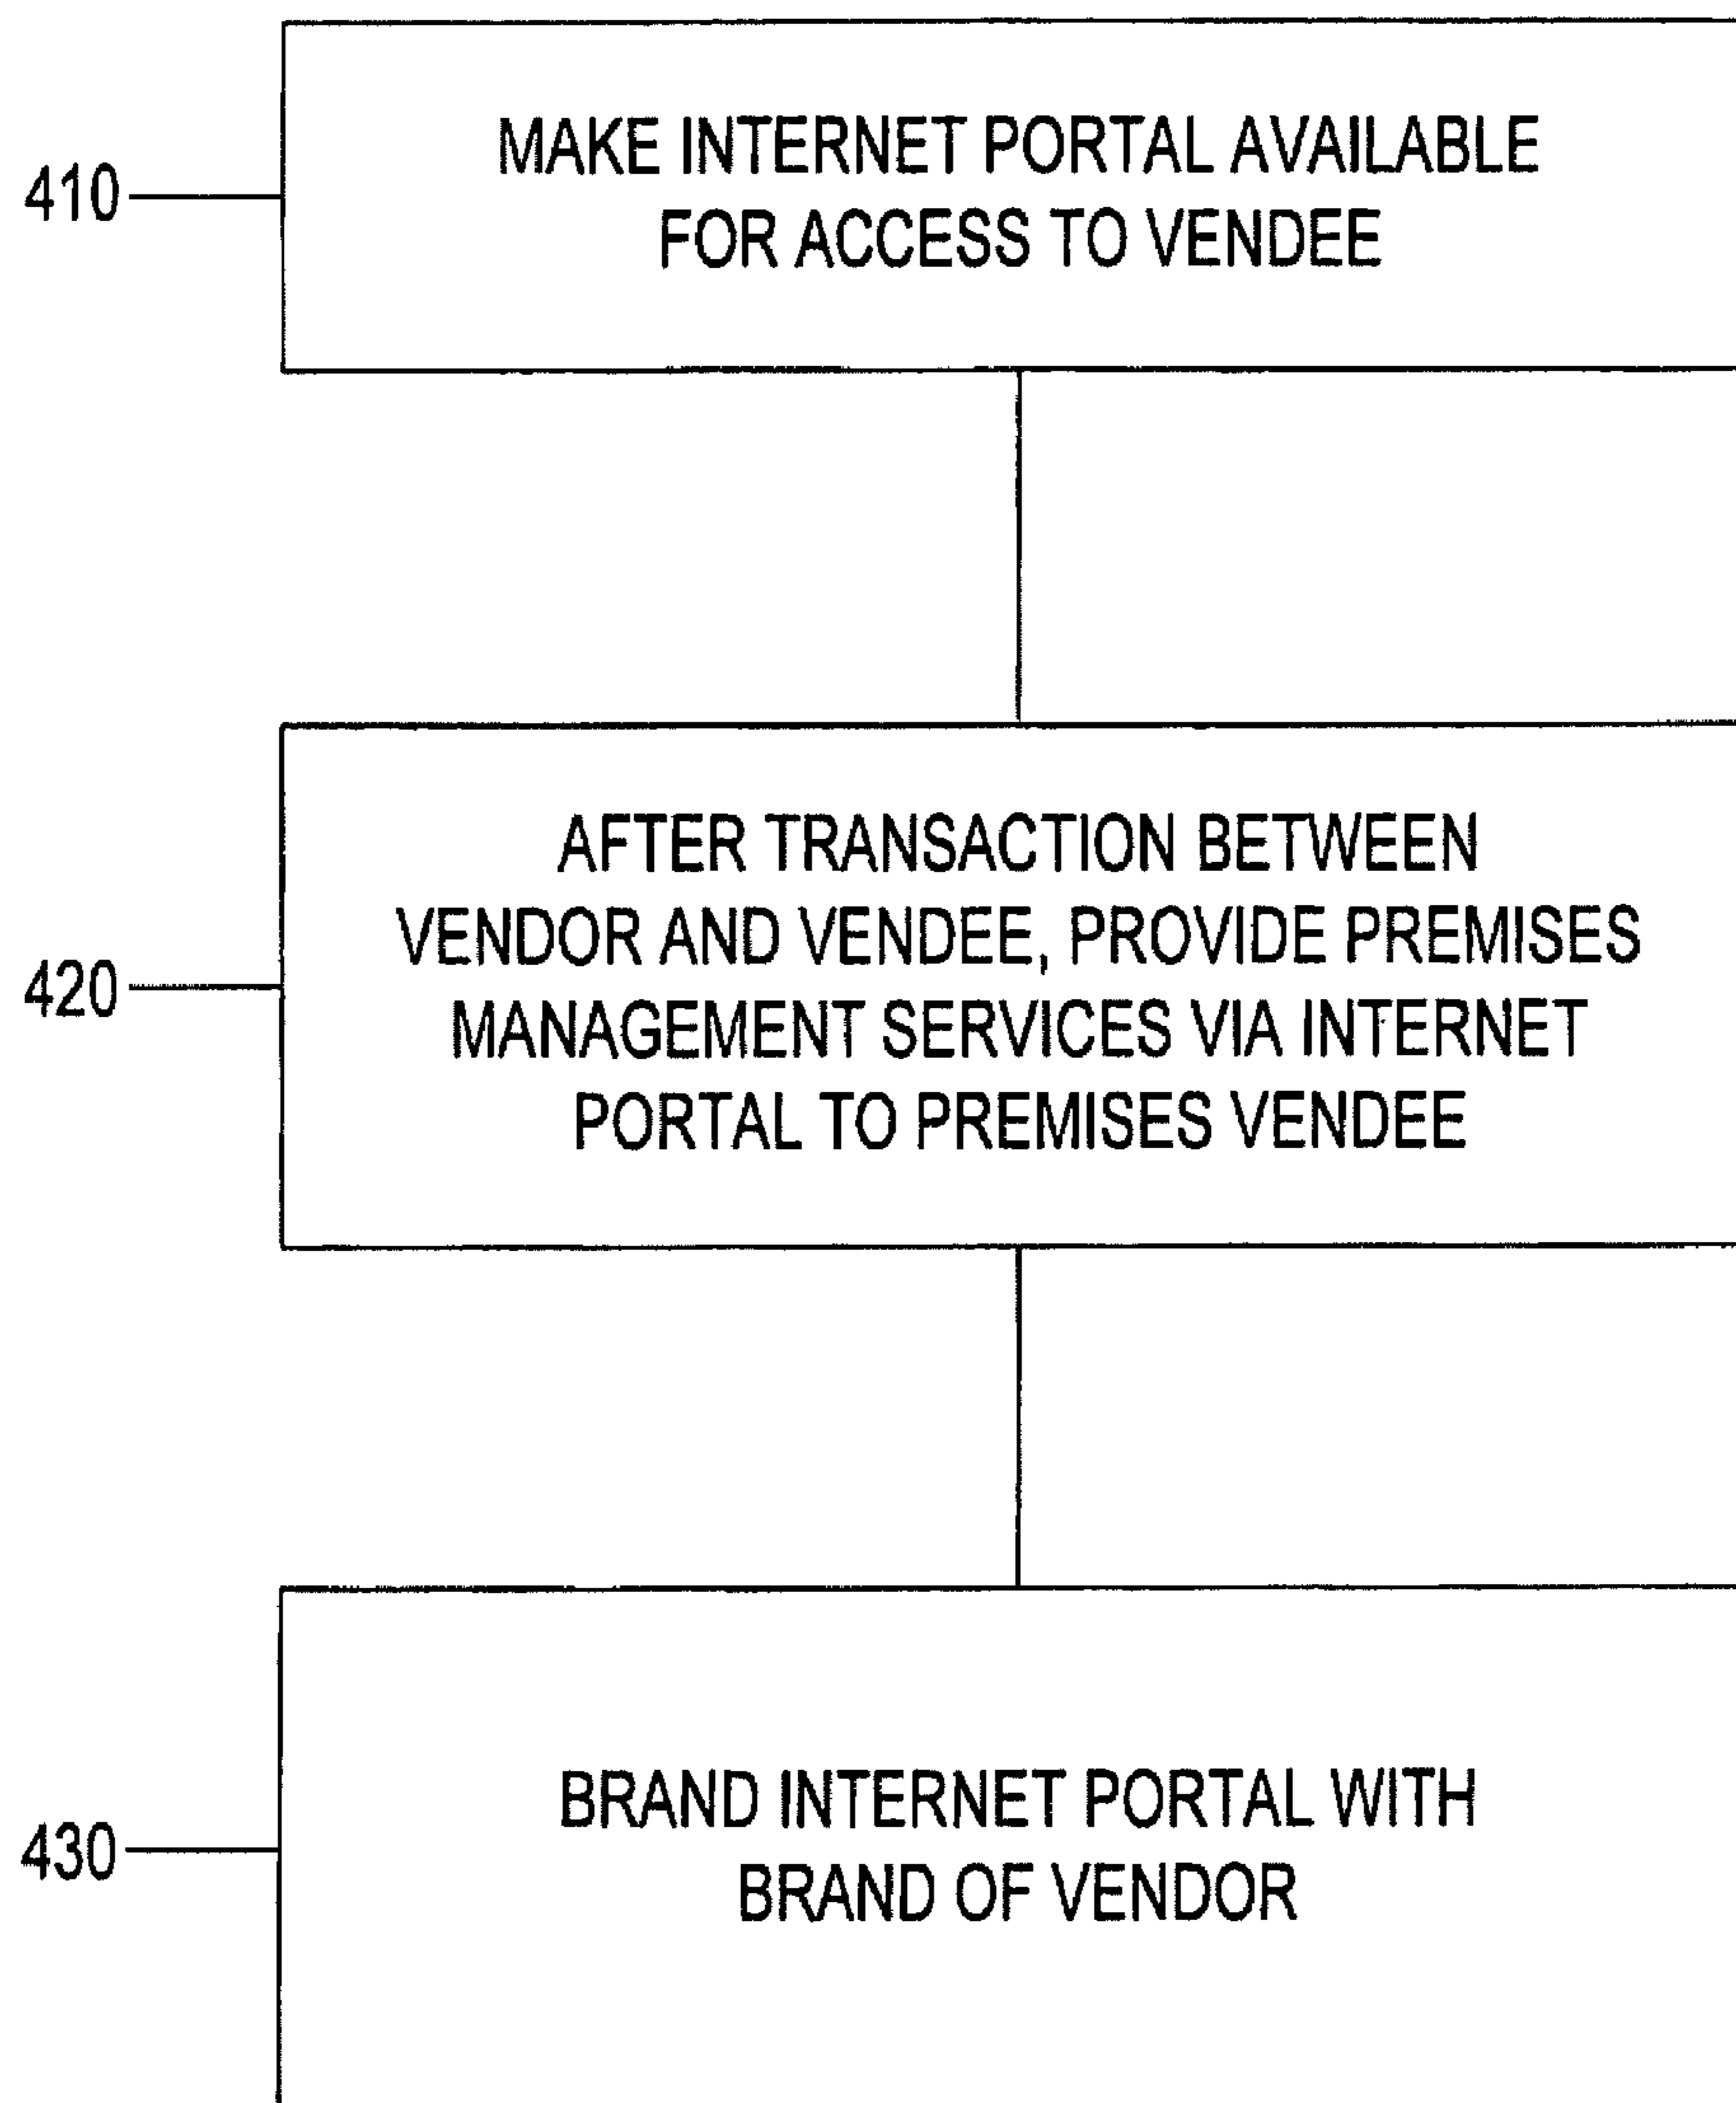 410
MAKE INTERNET PORTAL AVAILABLE
FOR ACCESS TO VENDEE
420
AFTER TRANSACTION BETWEEN
VENDOR AND VENDEE, PROVIDE PREMISES
MANAGEMENT SERVICES VIA INTERNET
PORTAL TO PREMISES VENDEE
430
BRAND INTERNET PORTAL WITH
BRAND OF VENDOR